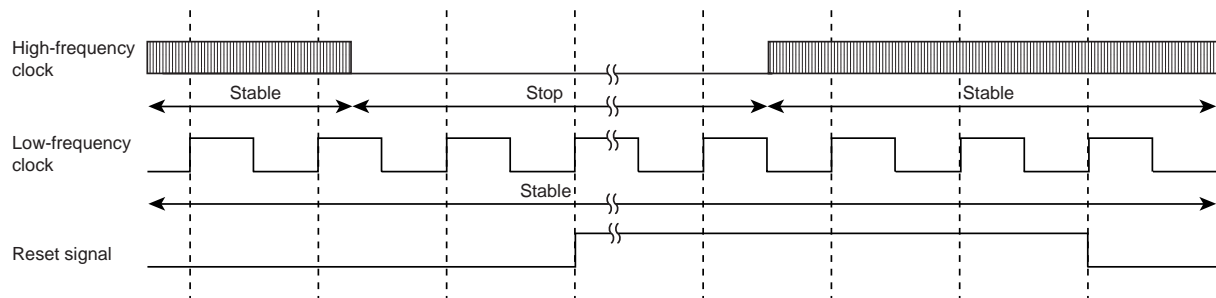 High-frequency
clock
Stable
Stop
Stable
Low-frequency
clock
Stable
Reset signal